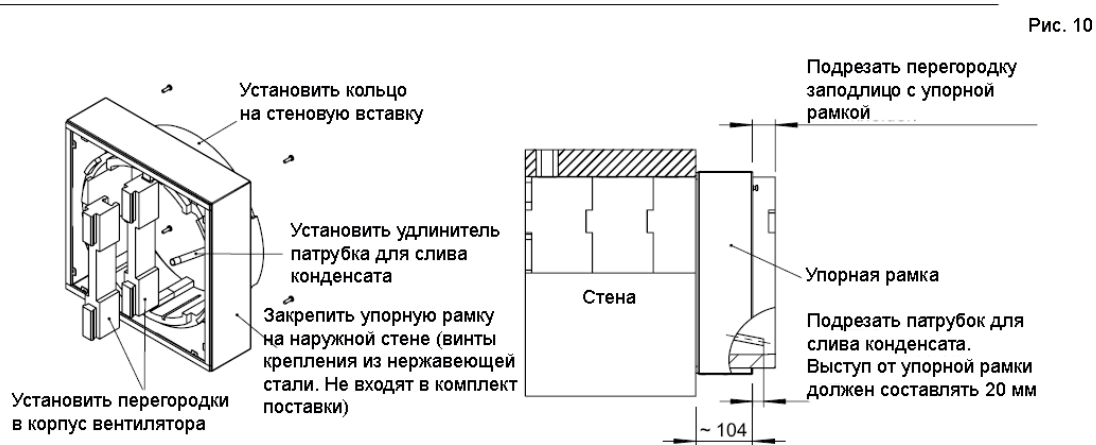 Рис. 10
Установить кольцо
на стеновую вставку
Установить удлинитель
патрубка для слива
конденсата
Закрепить упорную рамку
на наружной стене (винты
крепления из нержавеющей
стали. Не входят в комплект
поставки)
Установить перегородки
в корпус вентилятора
Подрезать перегородку
заподлицо с упорной
рамкой
Стена
Упорная рамка
Подрезать патрубок для
слива конденсата.
Выступ от упорной рамки
должен составлять 20 мм
~ 104